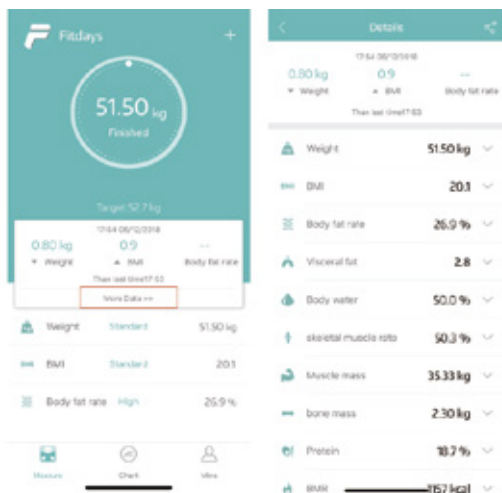 Fitdays
+
51.50 kg
Finished
Target 52.7 kg
17:54 08/12/2018
0.80 kg 0.9 --
Weight BMI Body fat rate
Than last time17:53
More Data >>
Weight Standard 51.50 kg
BMI Standard 20.1
Body fat rate High 26.9 %
Measure Chart Mine
Details
17:54 08/12/2018
0.80 kg 0.9 --
Weight BMI Body fat rate
Than last time17:53
Weight 51.50 kg
BMI BMI 20.1
Body fat rate 26.9 %
Visceral fat 2.8
Body water 50.0 %
skeletal muscle rate 50.3 %
Muscle mass 35.33 kg
bone mass 2.30 kg
Protein 18.7 %
BMR 1157 kcal